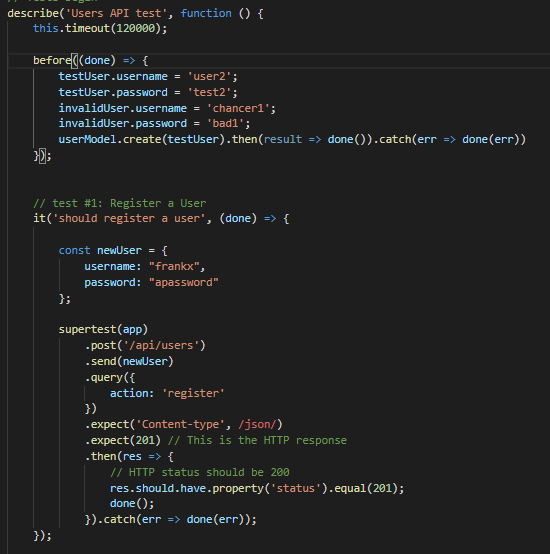 describe('Users API test', function () {
this.timeout(120000);
before((done) => {
testUser.username = 'user2';
testUser.password = 'test2';
invalidUser.username = 'chancer1';
invalidUser.password = 'bad1';
userModel.create(testUser).then(result => done()).catch(err => done(err))
});
// test #1: Register a User
it('should register a user', (done) => {
const newUser = {
username: "frankx",
password: "apassword"
};
supertest(app)
.post('/api/users')
.send(newUser)
.query({
action: 'register'
})
.expect('Content-type', /json/)
.expect(201) // This is the HTTP response
.then(res => {
// HTTP status should be 200
res.should.have.property('status').equal(201);
done();
}).catch(err => done(err));
});